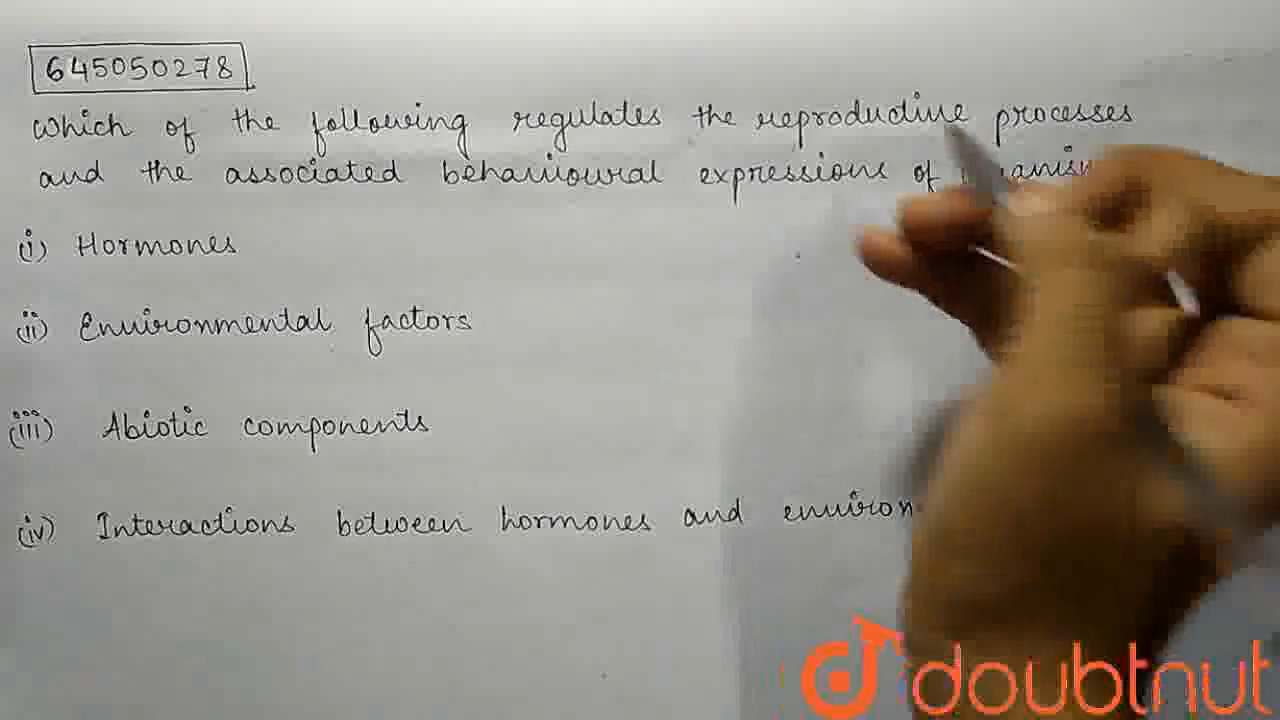 645050278
Which of the following regulates the reproductive processes
and the associated behavioural expressions of
(i) Hormones
(ii) Environmental factors
(iii) Abiotic components
(iv) Interactions between hormones and
doubtnut